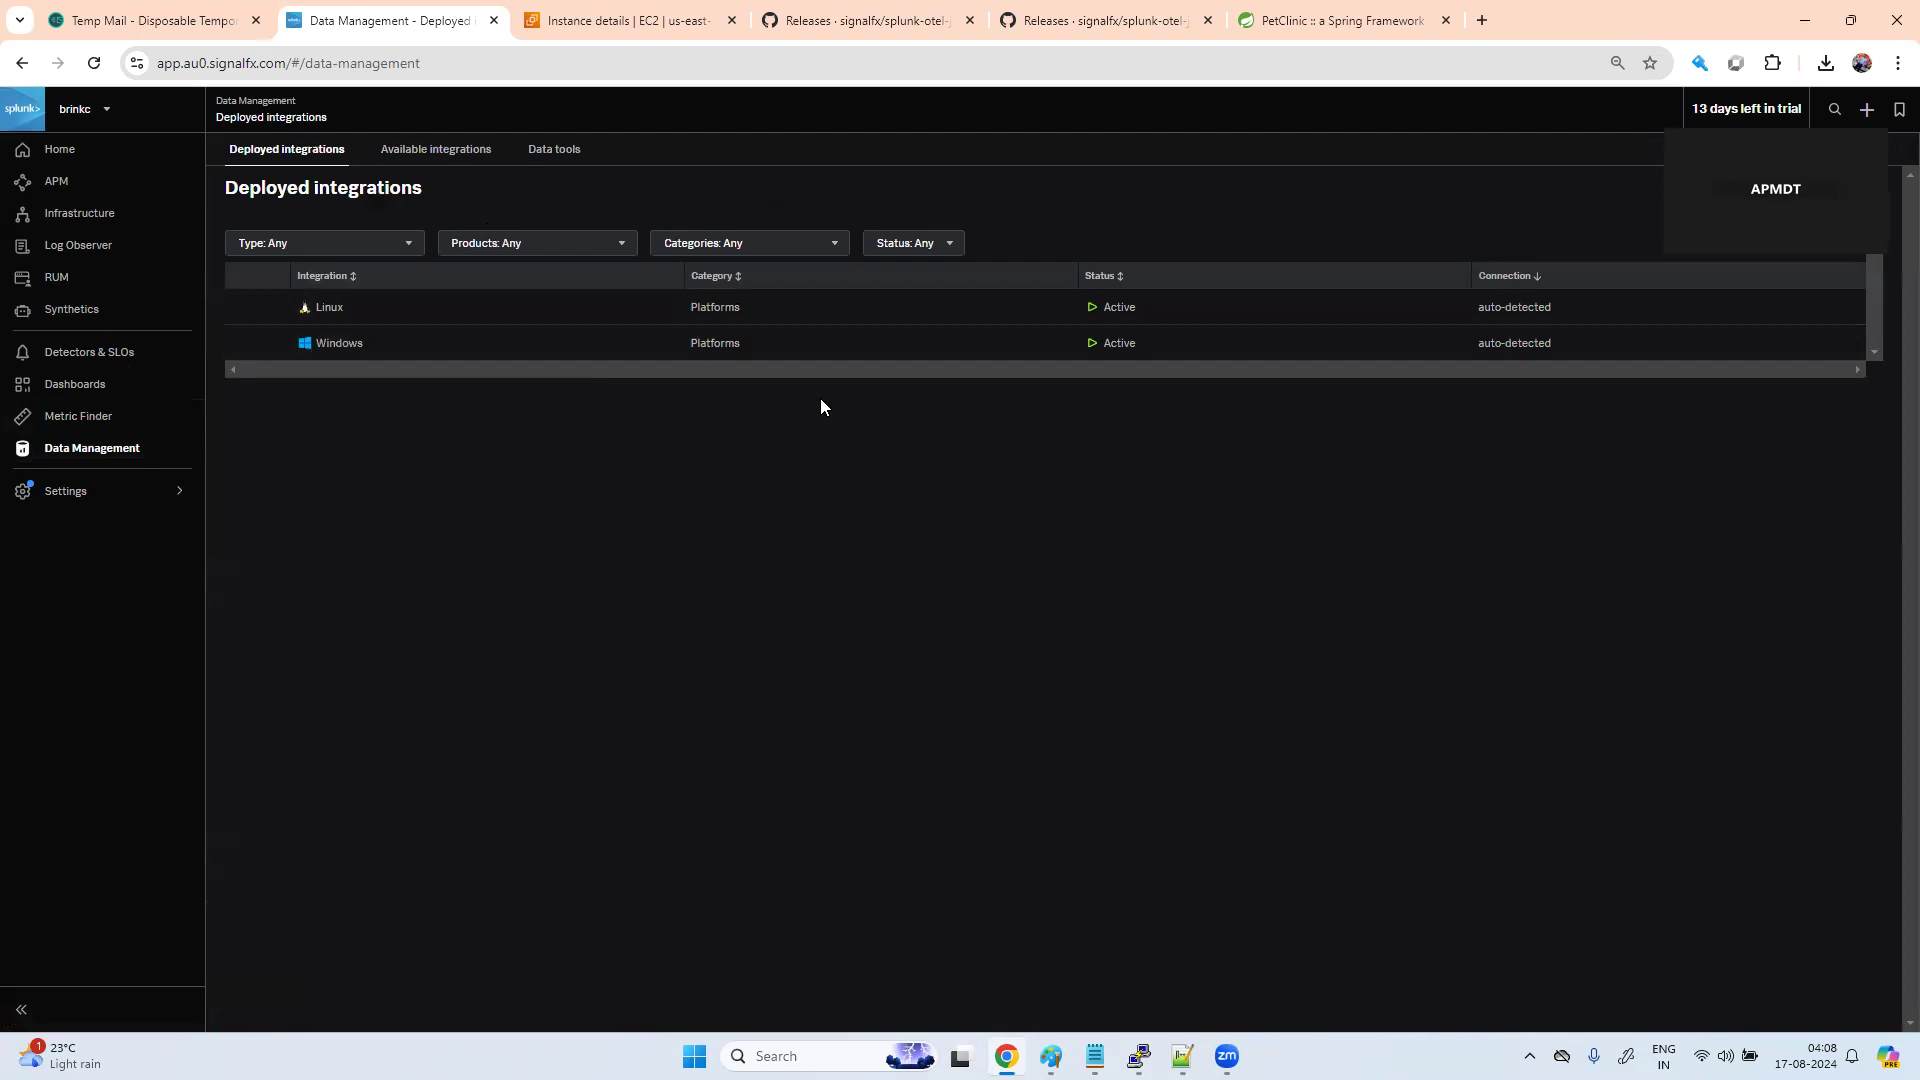 Temp Mail - Disposable Tempo
Data Management - Deployed i
Instance details | EC2 | us-east-
Releases · signalfx/splunk-otel-j
Releases · signalfx/splunk-otel-j
PetClinic :: a Spring Framework
app.au0.signalfx.com/#/data-management
splunk>
brinkc
Data Management
Deployed integrations
13 days left in trial
Home
APM
Infrastructure
Log Observer
RUM
Synthetics
Detectors & SLOs
Dashboards
Metric Finder
Data Management
Settings
Deployed integrations
Available integrations
Data tools
Deployed integrations
APMDT
Type: Any
Products: Any
Categories: Any
Status: Any
Integration
Category
Status
Connection
Linux
Platforms
Active
auto-detected
Windows
Platforms
Active
auto-detected
1
23°C
Light rain
Search
zm
ENG
IN
04:08
17-08-2024
PRE